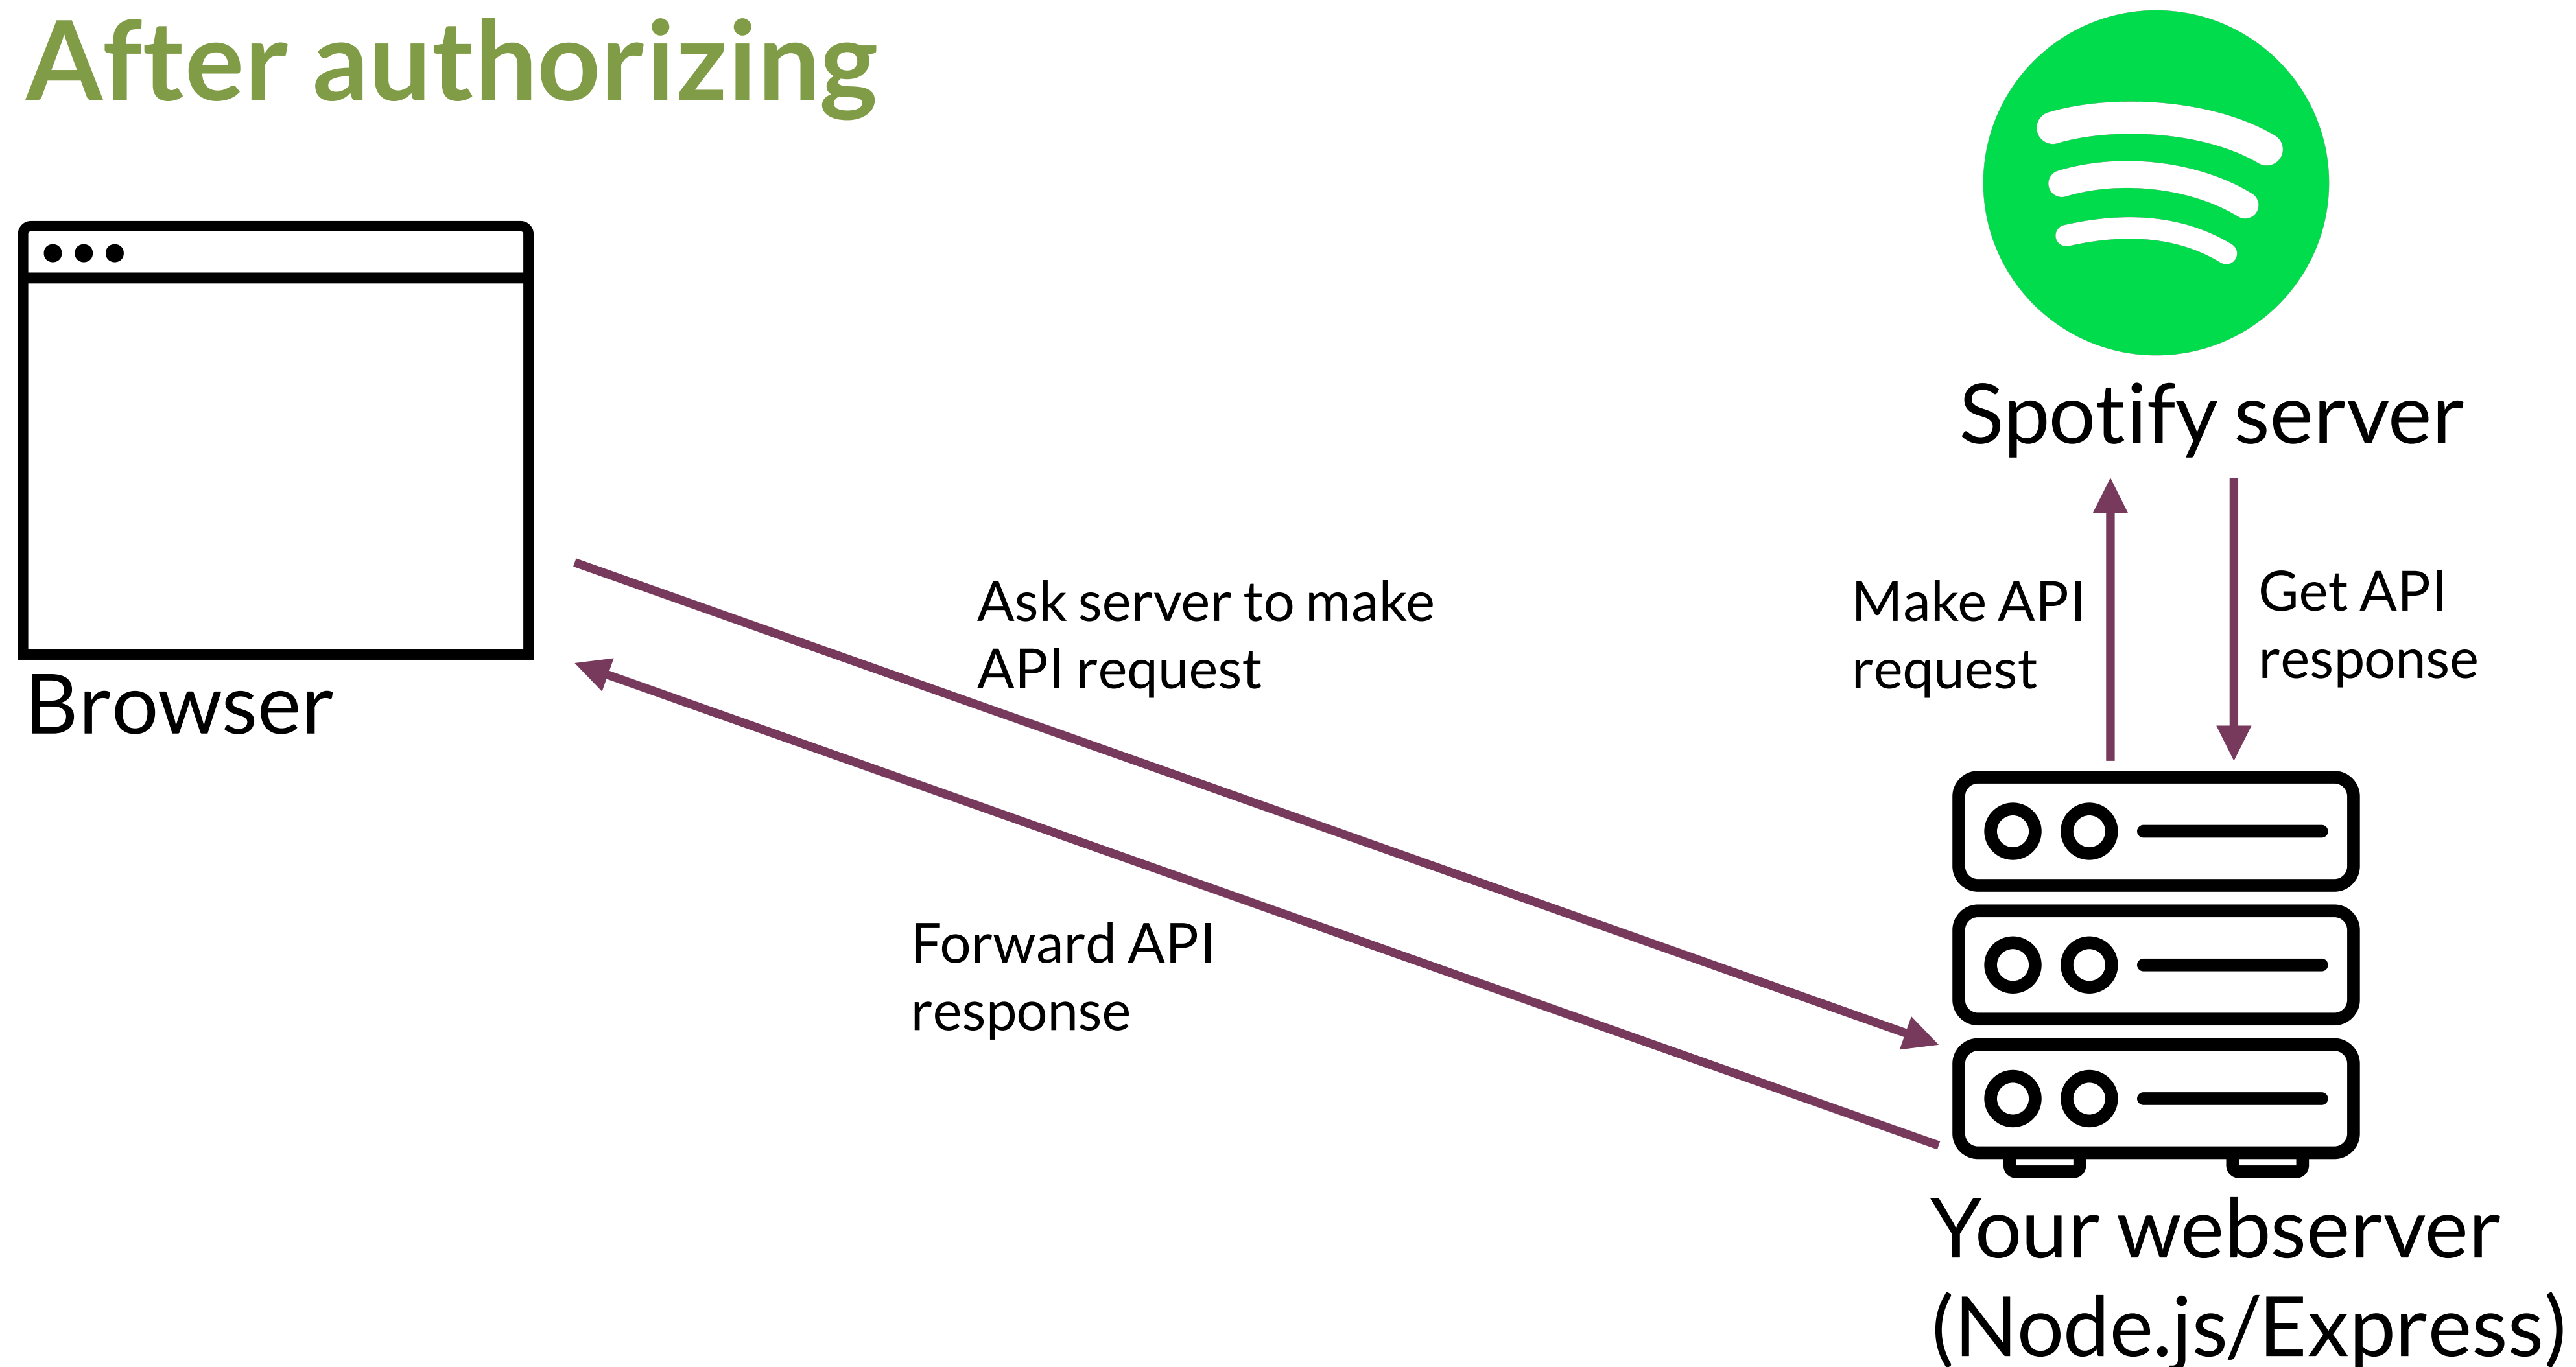 After authorizing
Spotify server
Browser
Ask server to make
API request
Make API
request
Get API
response
Forward API
response
Your webserver
(Node.js/Express)